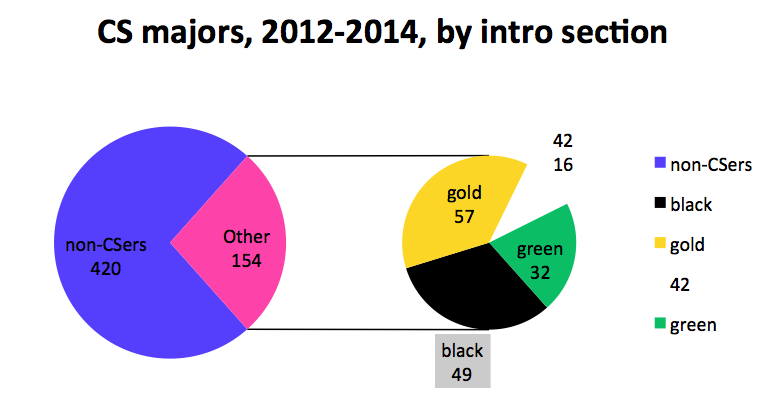 CS majors, 2012-2014, by intro section
non-CSers
420
Other
154
gold
57
42
16
green
32
black
49
non-CSers
black
gold
42
green